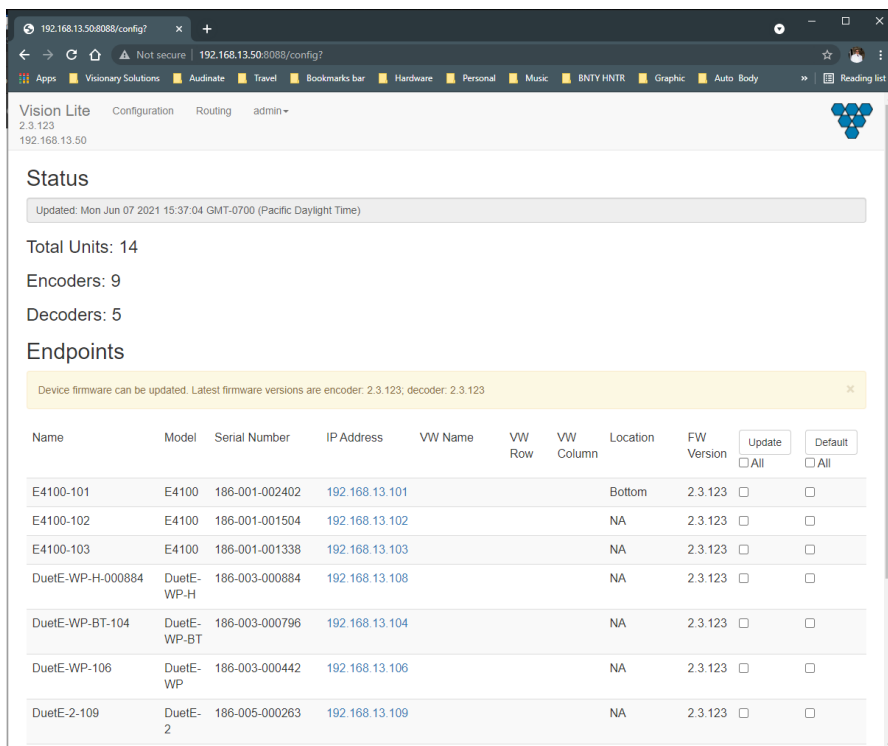 192.168.13.50:8088/config?
Not secure | 192.168.13.50:8088/config?
Apps Visionary Solutions Audinate Travel Bookmarks bar Hardware Personal Music BNTY HNTR Graphic Auto Body » Reading list
Vision Lite Configuration Routing admin
2.3.123
192.168.13.50
Status
Updated: Mon Jun 07 2021 15:37:04 GMT-0700 (Pacific Daylight Time)
Total Units: 14
Encoders: 9
Decoders: 5
Endpoints
Device firmware can be updated. Latest firmware versions are encoder: 2.3.123; decoder: 2.3.123 ×
Name Model Serial Number IP Address VW Name VW Row VW Column Location FW Version Update Default
All All
E4100-101 E4100 186-001-002402 192.168.13.101 Bottom 2.3.123
E4100-102 E4100 186-001-001504 192.168.13.102 NA 2.3.123
E4100-103 E4100 186-001-001338 192.168.13.103 NA 2.3.123
DuetE-WP-H-000884 DuetE- 186-003-000884 192.168.13.108 NA 2.3.123
WP-H
DuetE-WP-BT-104 DuetE- 186-003-000796 192.168.13.104 NA 2.3.123
WP-BT
DuetE-WP-106 DuetE- 186-003-000442 192.168.13.106 NA 2.3.123
WP
DuetE-2-109 DuetE- 186-005-000263 192.168.13.109 NA 2.3.123
2